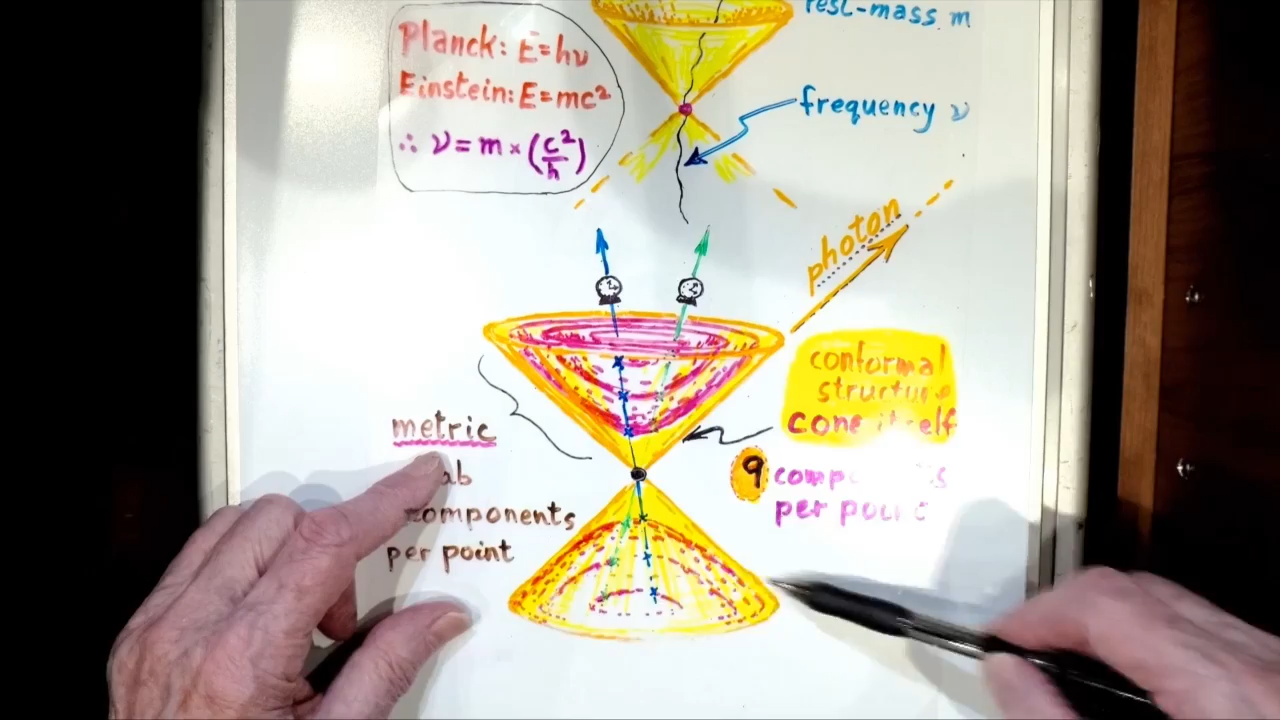 Planck: E=hν
Einstein: E=mc²
∴ ν = m × (c²/h)
rest-mass m
frequency ν
photon
metric
ab
components
per point
conformal
structure
cone itself
9
per point